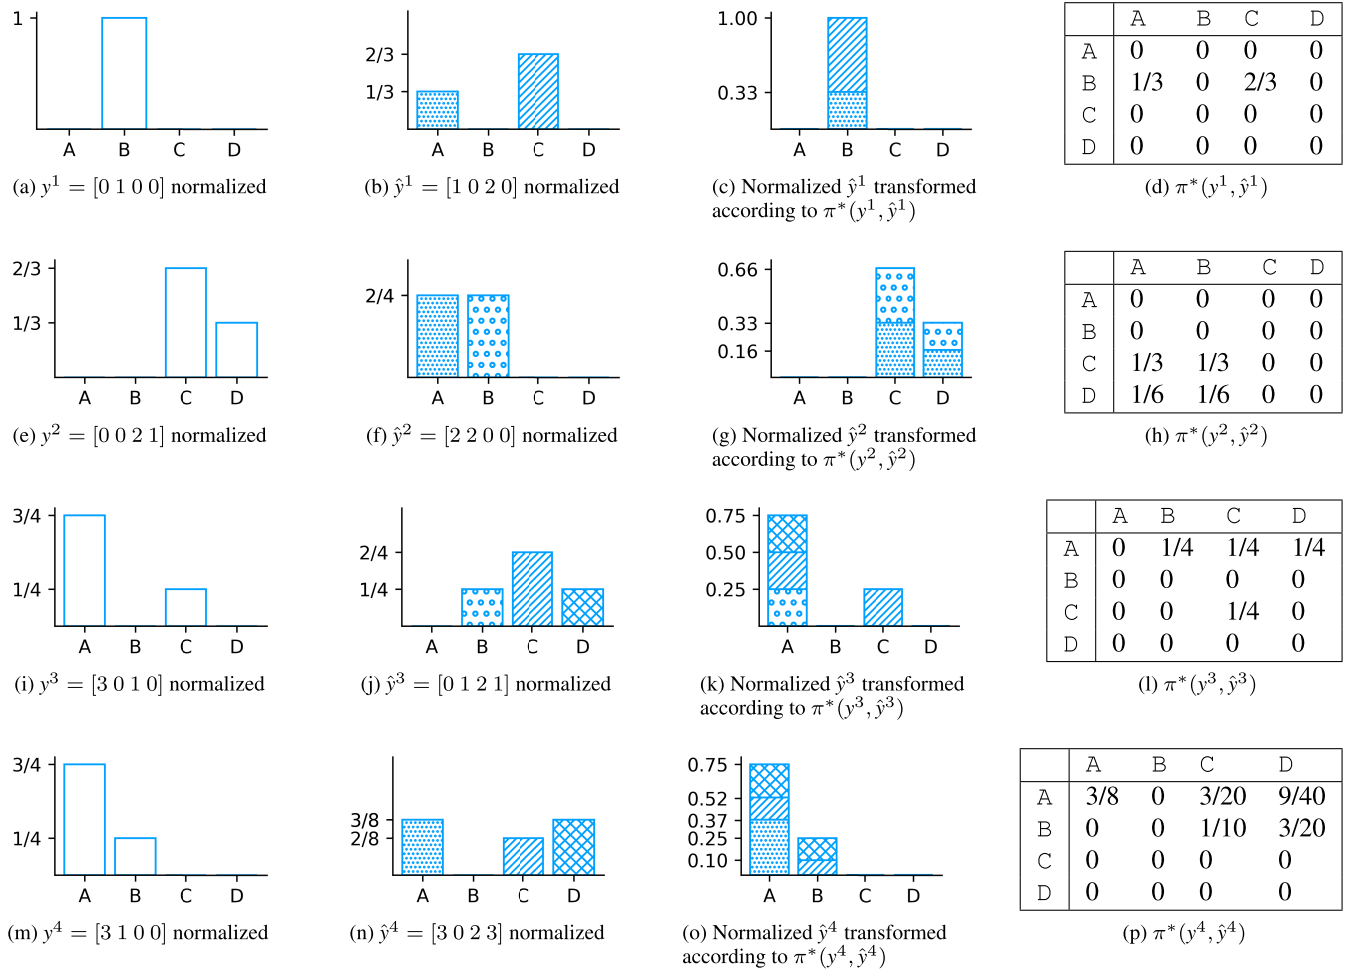 1
A B C D
(a) y¹ = [0 1 0 0] normalized
2/3
1/3
A B C D
(b) ŷ¹ = [1 0 2 0] normalized
1.00
0.33
A B C D
(c) Normalized ŷ¹ transformed
according to π*(y¹, ŷ¹)
A B C D
A 0 0 0 0
B 1/3 0 2/3 0
C 0 0 0 0
D 0 0 0 0
(d) π*(y¹, ŷ¹)
2/3
1/3
A B C D
(e) y² = [0 0 2 1] normalized
2/4
A B C D
(f) ŷ² = [2 2 0 0] normalized
0.66
0.33
0.16
A B C D
(g) Normalized ŷ² transformed
according to π*(y², ŷ²)
A B C D
A 0 0 0 0
B 0 0 0 0
C 1/3 1/3 0 0
D 1/6 1/6 0 0
(h) π*(y², ŷ²)
3/4
1/4
A B C D
(i) y³ = [3 0 1 0] normalized
2/4
1/4
A B C D
(j) ŷ³ = [0 1 2 1] normalized
0.75
0.50
0.25
A B C D
(k) Normalized ŷ³ transformed
according to π*(y³, ŷ³)
A B C D
A 0 1/4 1/4 1/4
B 0 0 0 0
C 0 0 1/4 0
D 0 0 0 0
(l) π*(y³, ŷ³)
3/4
1/4
A B C D
(m) y⁴ = [3 1 0 0] normalized
3/8
2/8
A B C D
(n) ŷ⁴ = [3 0 2 3] normalized
0.75
0.52
0.37
0.25
0.10
A B C D
(o) Normalized ŷ⁴ transformed
according to π*(y⁴, ŷ⁴)
A B C D
A 3/8 0 3/20 9/40
B 0 0 1/10 3/20
C 0 0 0 0
D 0 0 0 0
(p) π*(y⁴, ŷ⁴)